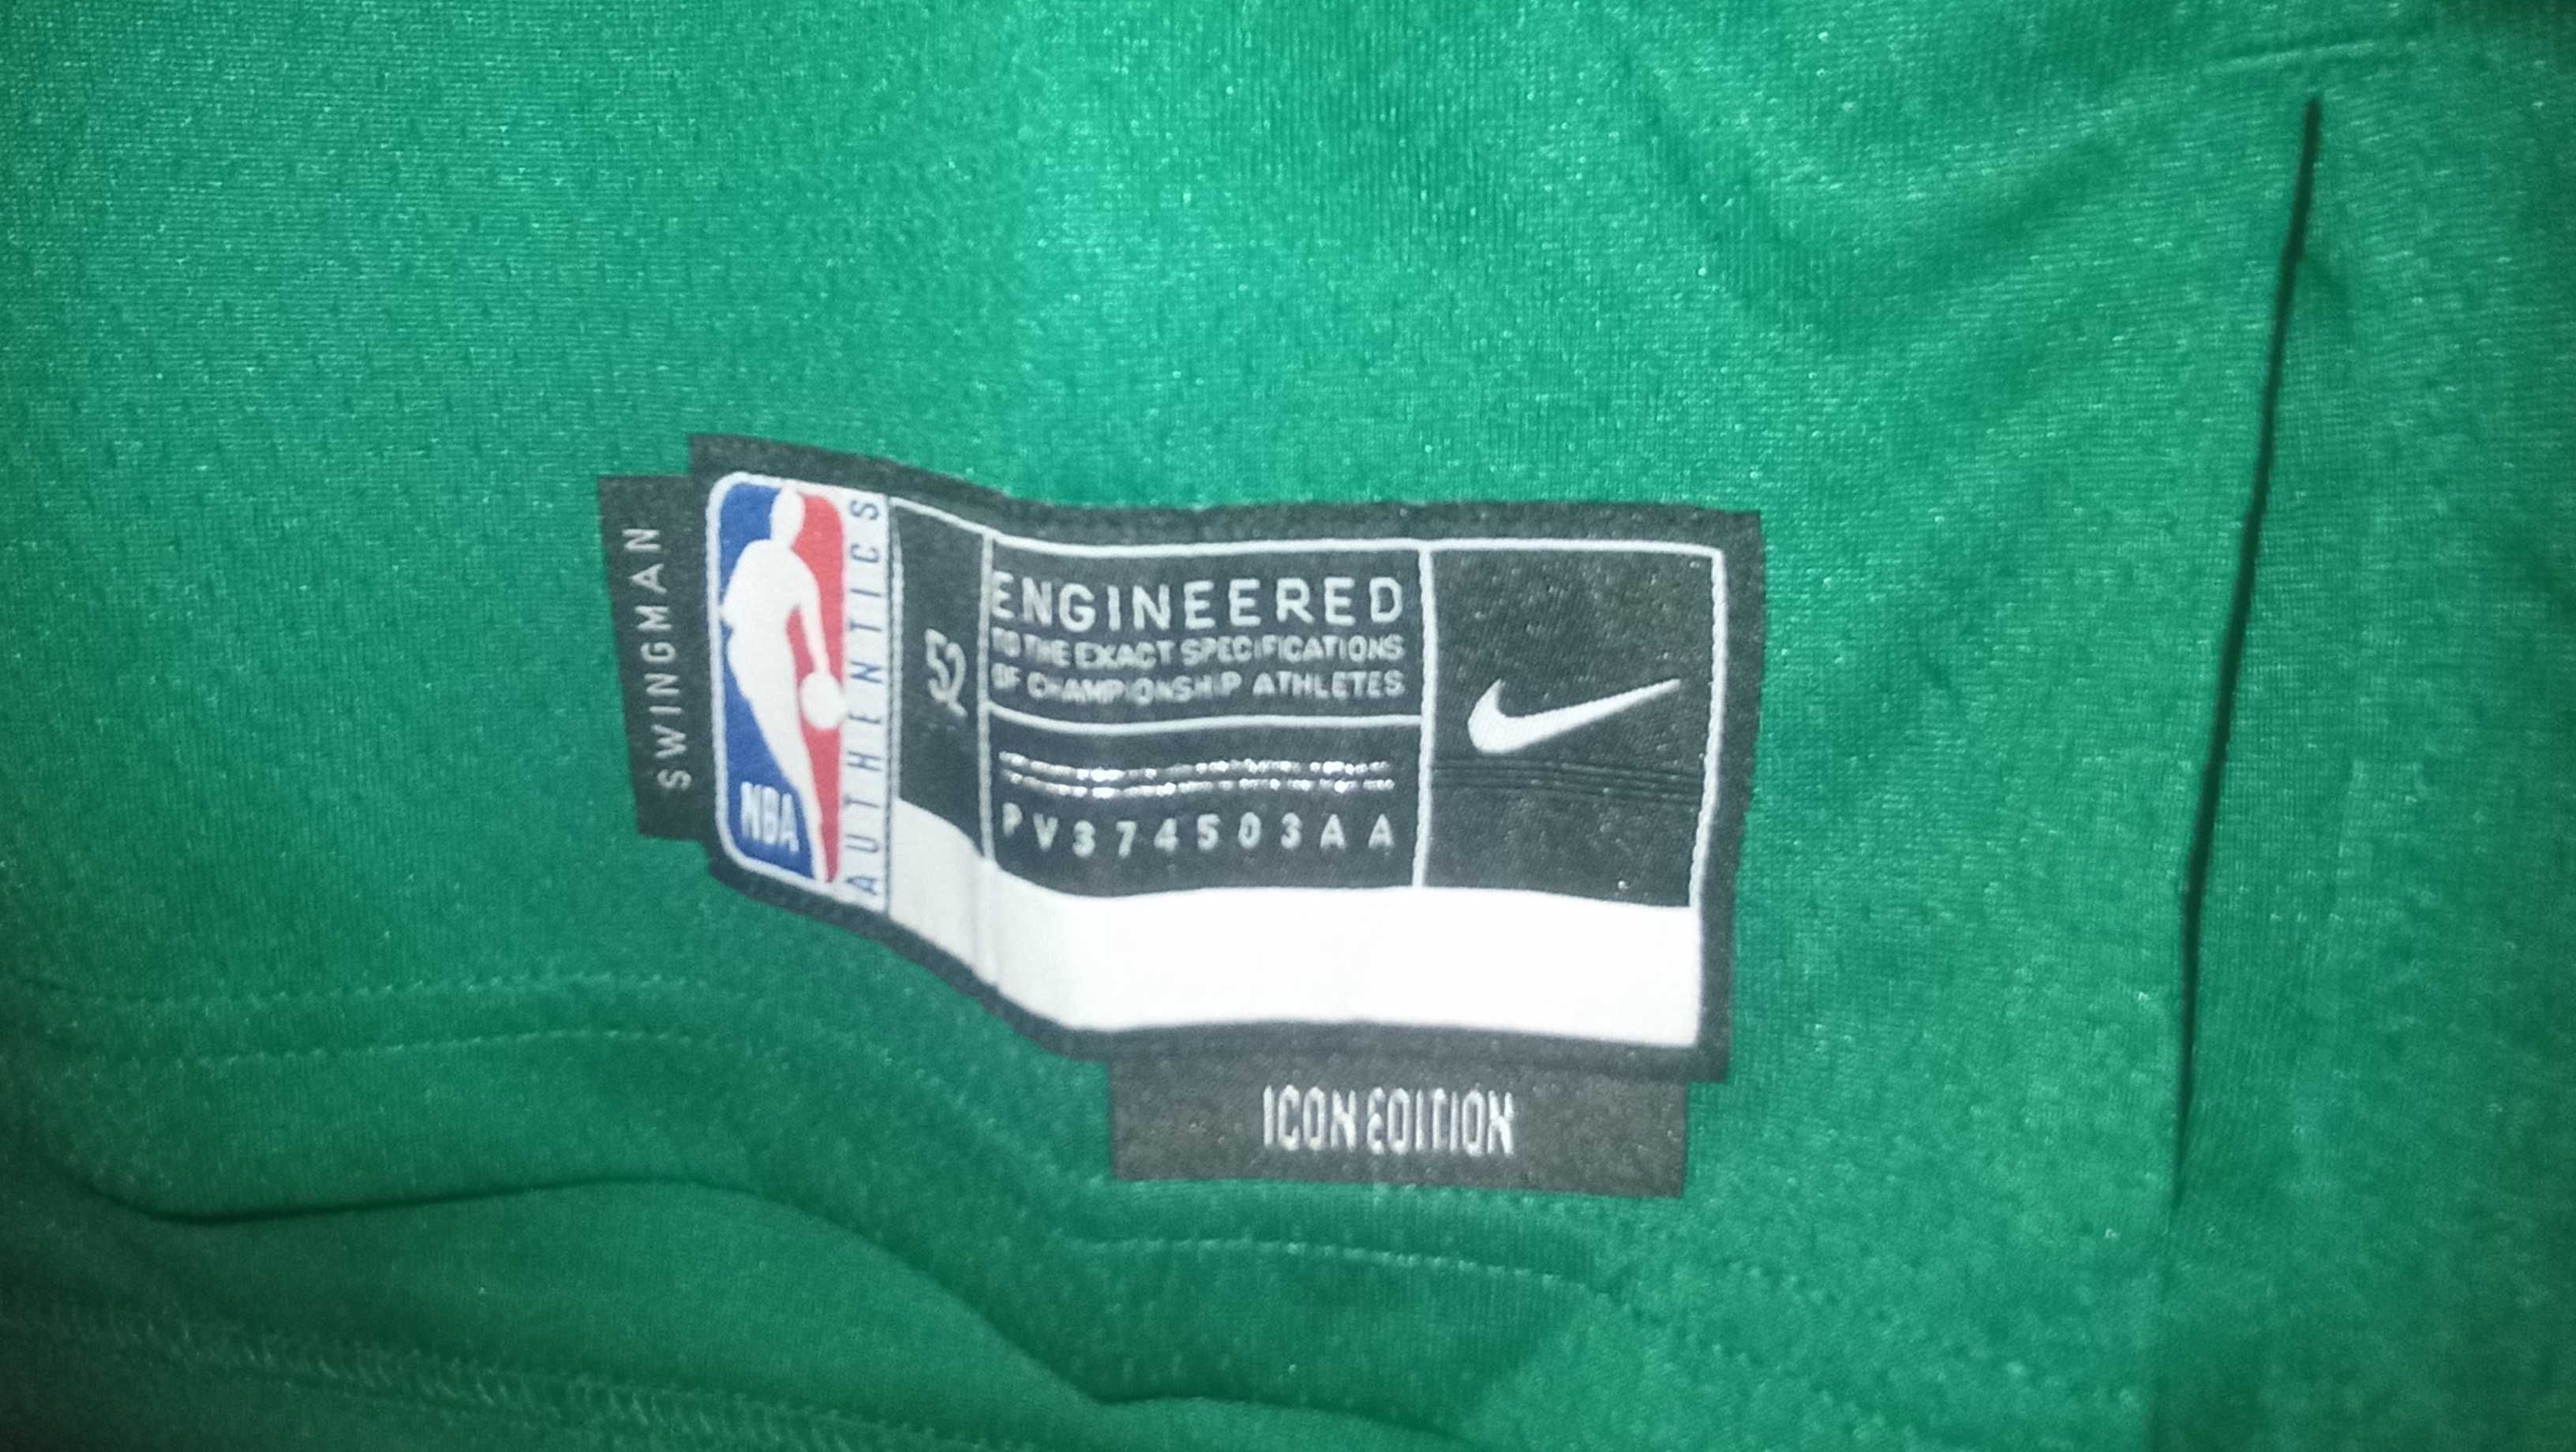 SWINGMAN
NBA
AUTHENTICS
52
ENGINEERED
TO THE EXACT SPECIFICATIONS
OF CHAMPIONSHIP ATHLETES
PV374503AA
ICON EDITION